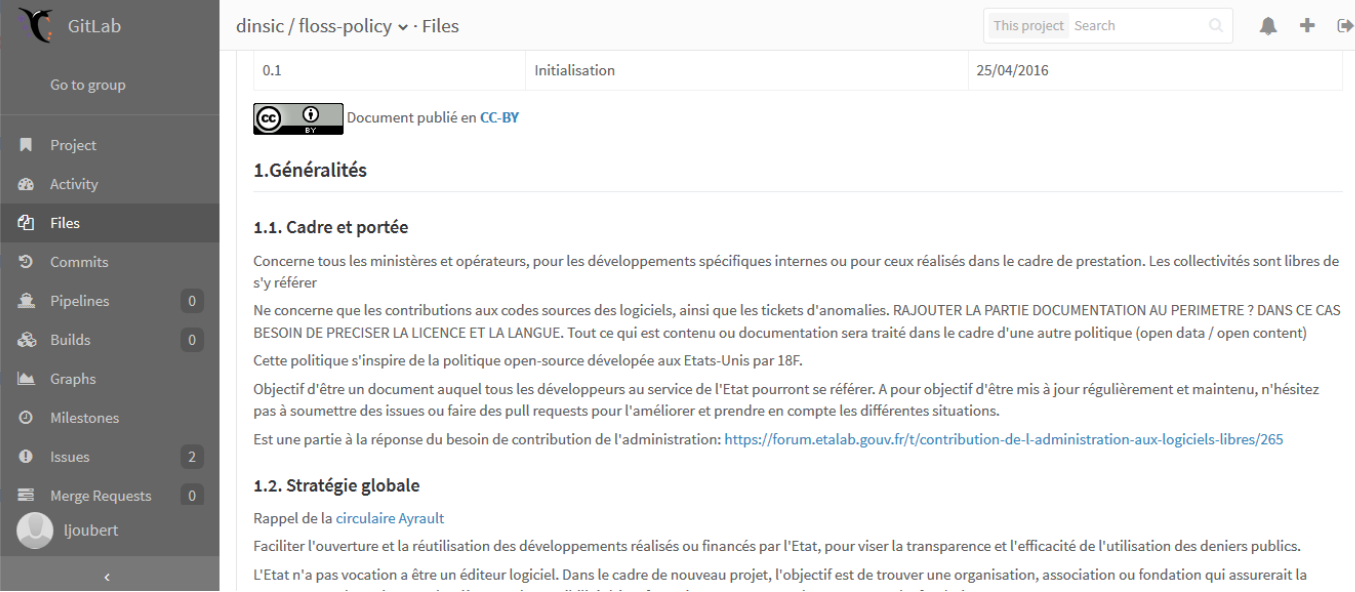 GitLab
dinsic / floss-policy · Files
This project Search
Go to group
Project
Activity
Files
Commits
Pipelines 0
Builds 0
Graphs
Milestones
Issues 2
Merge Requests 0
ljoubert
0.1 Initialisation 25/04/2016
cc BY Document publié en CC-BY
1.Généralités
1.1. Cadre et portée
Concerne tous les ministères et opérateurs, pour les développements spécifiques internes ou pour ceux réalisés dans le cadre de prestation. Les collectivités sont libres de
s'y référer
Ne concerne que les contributions aux codes sources des logiciels, ainsi que les tickets d'anomalies. RAJOUTER LA PARTIE DOCUMENTATION AU PERIMETRE ? DANS CE CAS
BESOIN DE PRECISER LA LICENCE ET LA LANGUE. Tout ce qui est contenu ou documentation sera traité dans le cadre d'une autre politique (open data / open content)
Cette politique s'inspire de la politique open-source dévelopée aux Etats-Unis par 18F.
Objectif d'être un document auquel tous les développeurs au service de l'Etat pourront se référer. A pour objectif d'être mis à jour régulièrement et maintenu, n'hésitez
pas à soumettre des issues ou faire des pull requests pour l'améliorer et prendre en compte les différentes situations.
Est une partie à la réponse du besoin de contribution de l'administration: https://forum.etalab.gouv.fr/t/contribution-de-l-administration-aux-logiciels-libres/265
1.2. Stratégie globale
Rappel de la circulaire Ayrault
Faciliter l'ouverture et la réutilisation des développements réalisés ou financés par l'Etat, pour viser la transparence et l'efficacité de l'utilisation des deniers publics.
L'Etat n'a pas vocation a être un éditeur logiciel. Dans le cadre de nouveau projet, l'objectif est de trouver une organisation, association ou fondation qui assurerait la